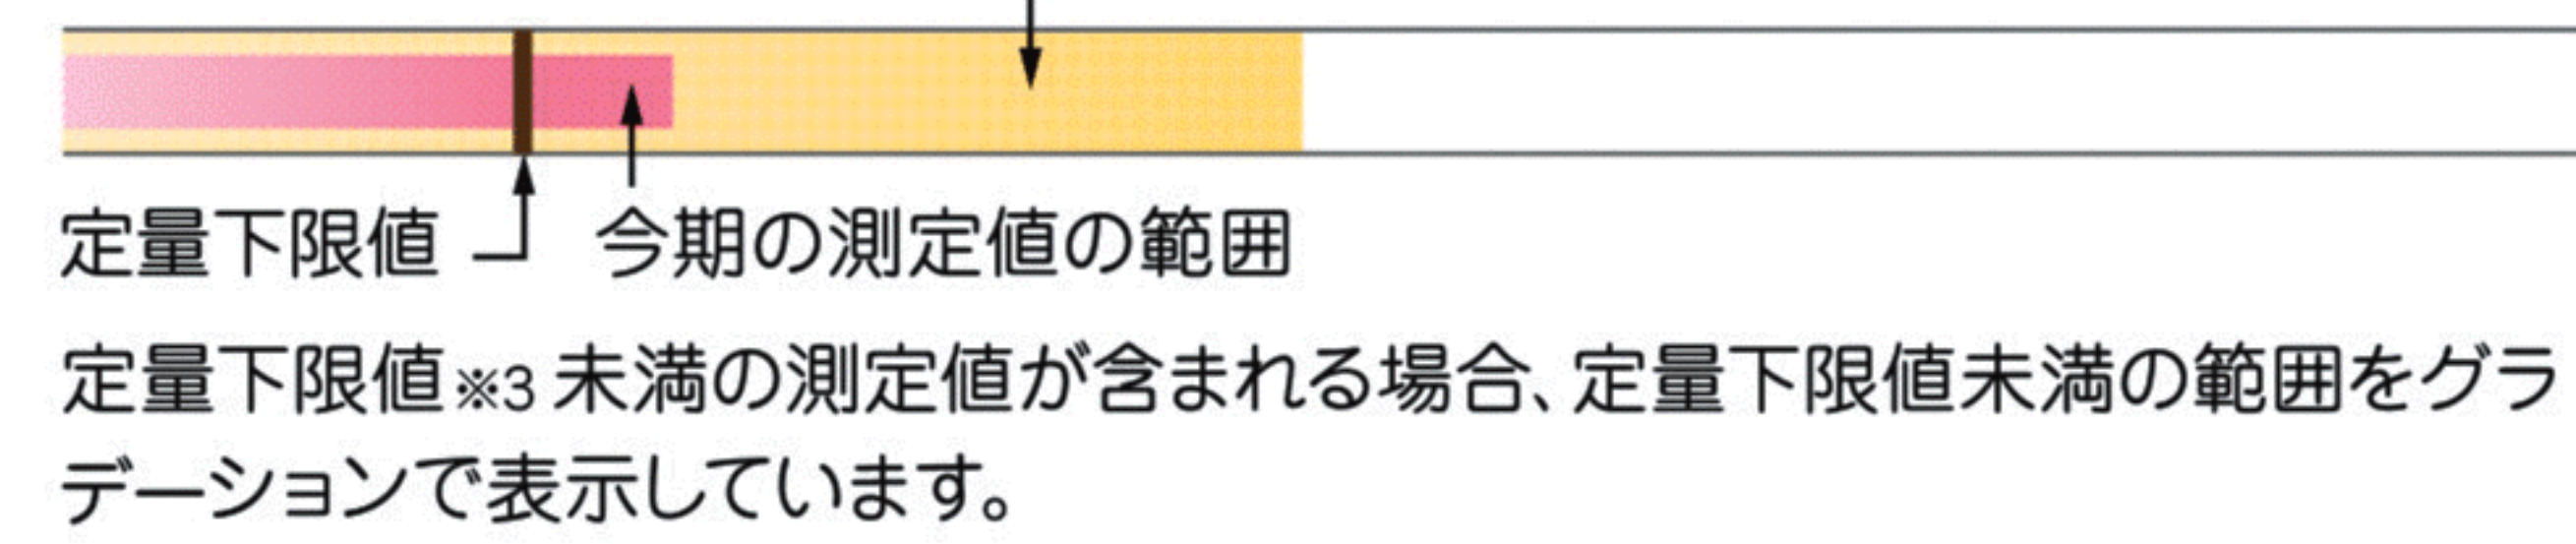 定量下限値 今期の測定値の範囲
定量下限値※3 未満の測定値が含まれる場合、定量下限値未満の範囲をグラ
デーションで表示しています。